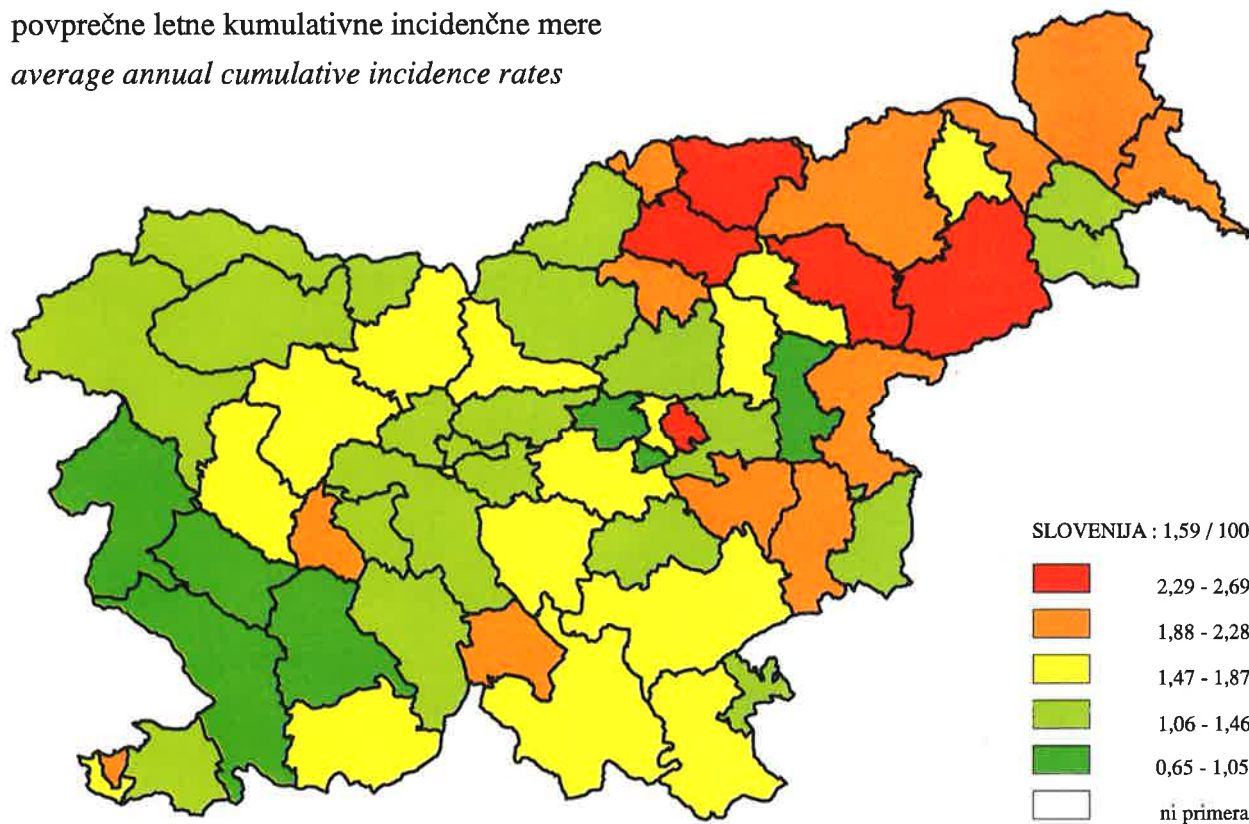 povprečne letne kumulativne incidenčne mere
average annual cumulative incidence rates
SLOVENIJA : 1,59 / 100
2,29 - 2,69
1,88 - 2,28
1,47 - 1,87
1,06 - 1,46
0,65 - 1,05
ni primera